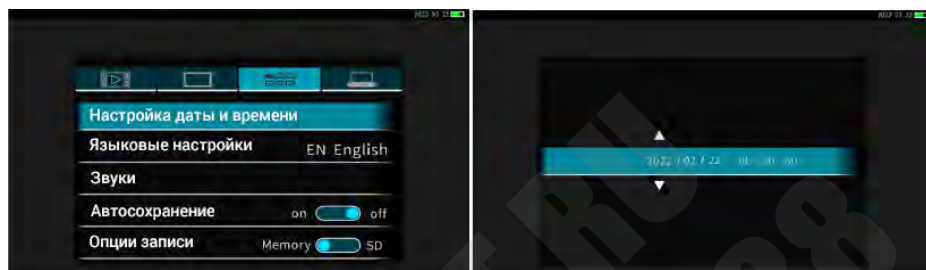 Настройка даты и времени
Языковые настройки EN English
Звуки
Автосохранение on off
Опции записи Memory SD
2022 / 02 / 22